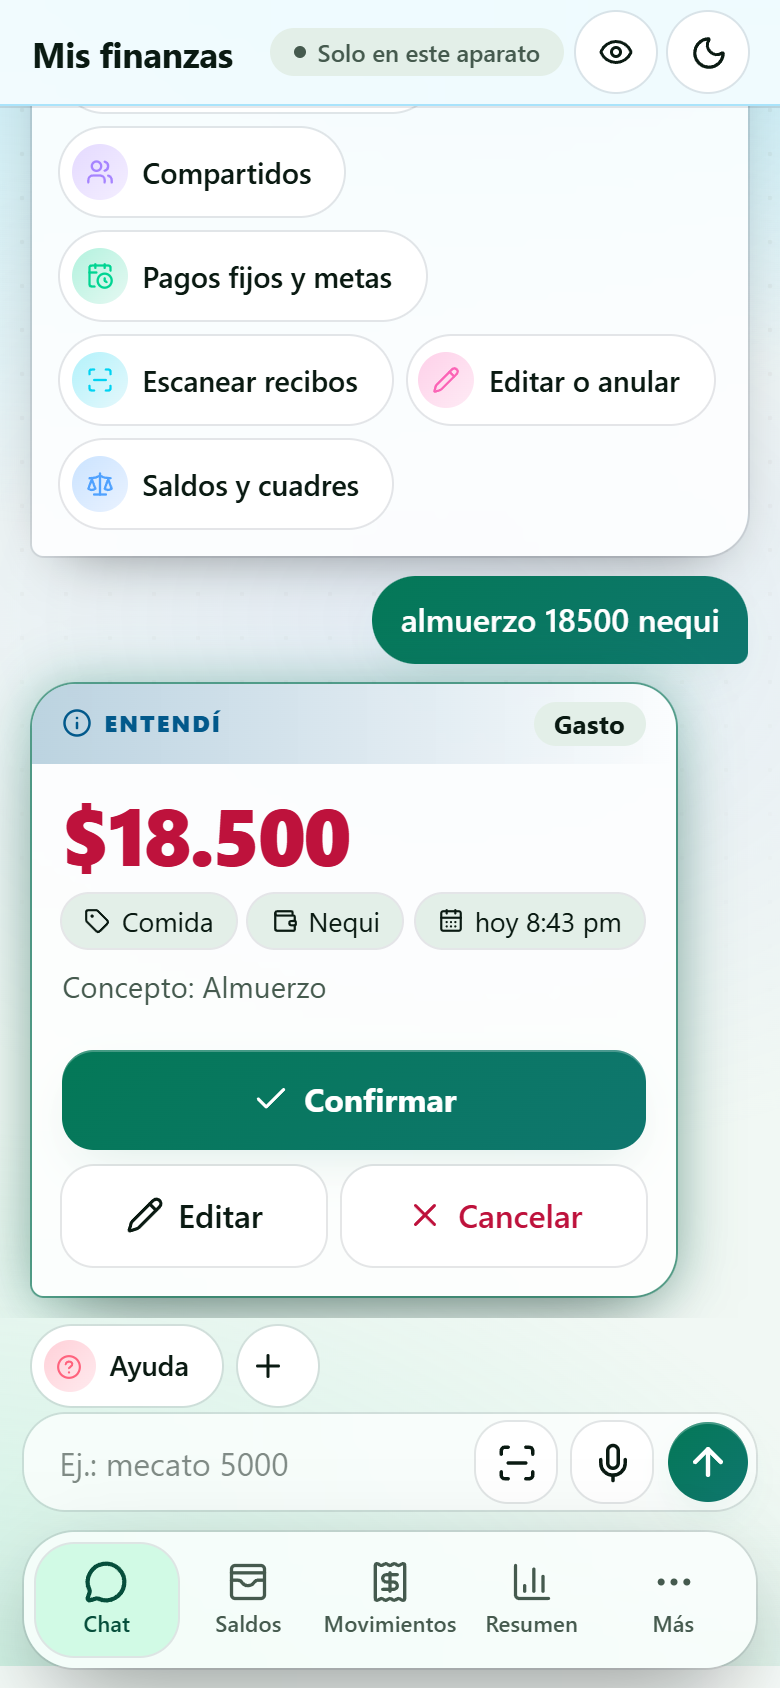 Mis finanzas
Solo en este aparato
Compartidos
Pagos fijos y metas
Escanear recibos
Editar o anular
Saldos y cuadres
almuerzo 18500 nequi
ENTENDÍ
Gasto
$18.500
Comida
Nequi
hoy 8:43 pm
Concepto: Almuerzo
Confirmar
Editar
Cancelar
Ayuda
Ej.: mecato 5000
Chat
Saldos
Movimientos
Resumen
Más